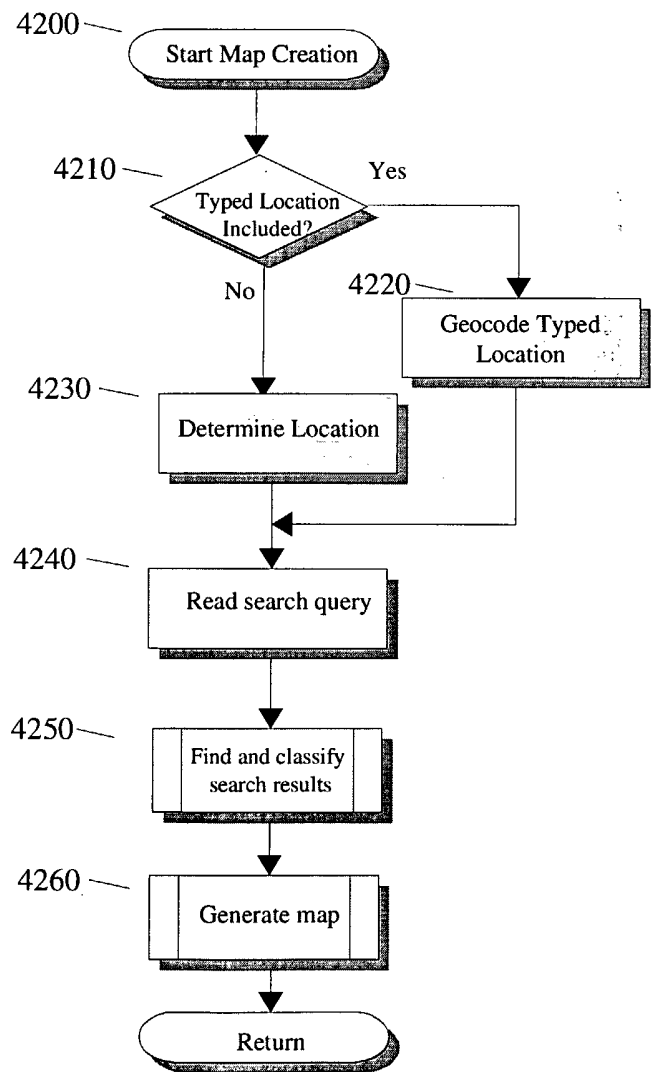 4200
Start Map Creation
4210
Typed Location
Included?
Yes
No
4220
Geocode Typed
Location
4230
Determine Location
4240
Read search query
4250
Find and classify
search results
4260
Generate map
Return